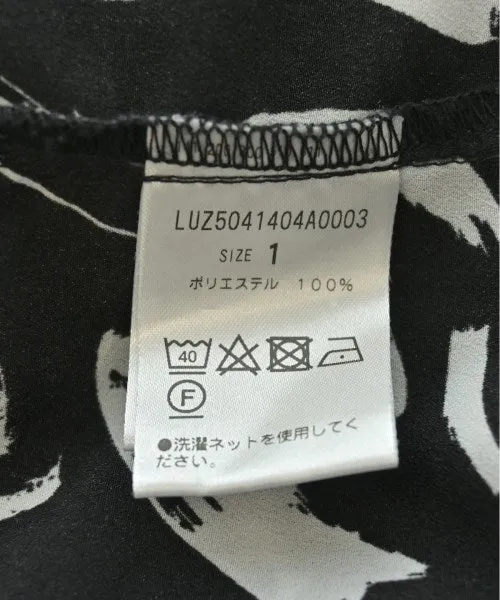 LUZ5041404A0003
SIZE 1
ポリエステル 100%
40
F
●洗濯ネットを使用してく
ださい。